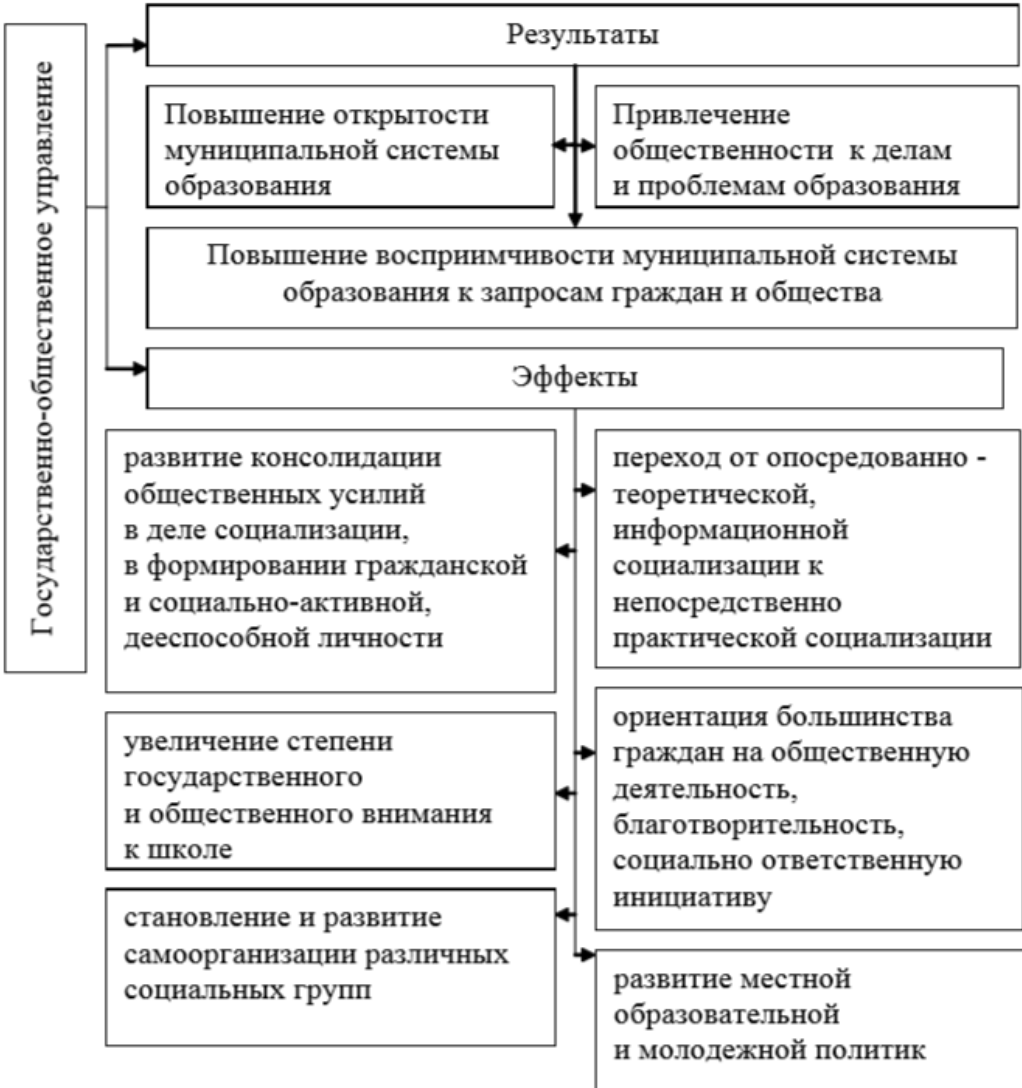 Государственно-общественное управление
Результаты
Повышение открытости
муниципальной системы
образования
Привлечение
общественности к делам
и проблемам образования
Повышение восприимчивости муниципальной системы
образования к запросам граждан и общества
Эффекты
развитие консолидации
общественных усилий
в деле социализации,
в формировании гражданской
и социально-активной,
дееспособной личности
переход от опосредованно -
теоретической,
информационной
социализации к
непосредственно
практической социализации
увеличение степени
государственного
и общественного внимания
к школе
ориентация большинства
граждан на общественную
деятельность,
благотворительность,
социально ответственную
инициативу
становление и развитие
самоорганизации различных
социальных групп
развитие местной
образовательной
и молодежной политик